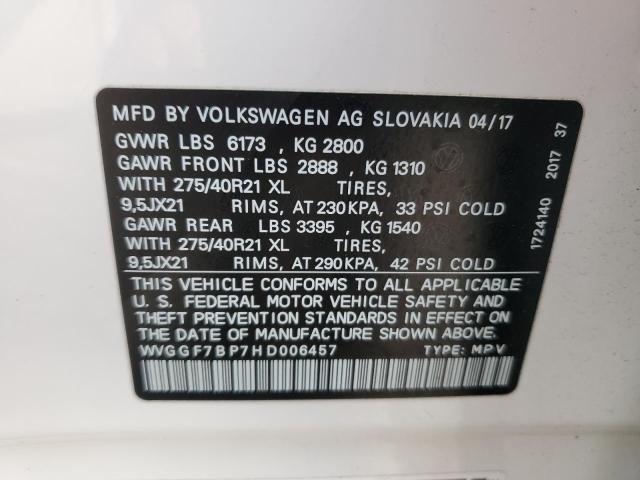 MFD BY VOLKSWAGEN AG SLOVAKIA 04/17
GVWR LBS 6173 , KG 2800
GAWR FRONT LBS 2888 , KG 1310
WITH 275/40R21 XL TIRES,
9,5JX21 RIMS, AT 230KPA, 33 PSI COLD
GAWR REAR LBS 3395 , KG 1540
WITH 275/40R21 XL TIRES,
9,5JX21 RIMS, AT 290KPA, 42 PSI COLD
THIS VEHICLE CONFORMS TO ALL APPLICABLE
U. S. FEDERAL MOTOR VEHICLE SAFETY AND
THEFT PREVENTION STANDARDS IN EFFECT ON
THE DATE OF MANUFACTURE SHOWN ABOVE.
WVGGF7BP7HD006457 TYPE: MPV
1724140 2017 37